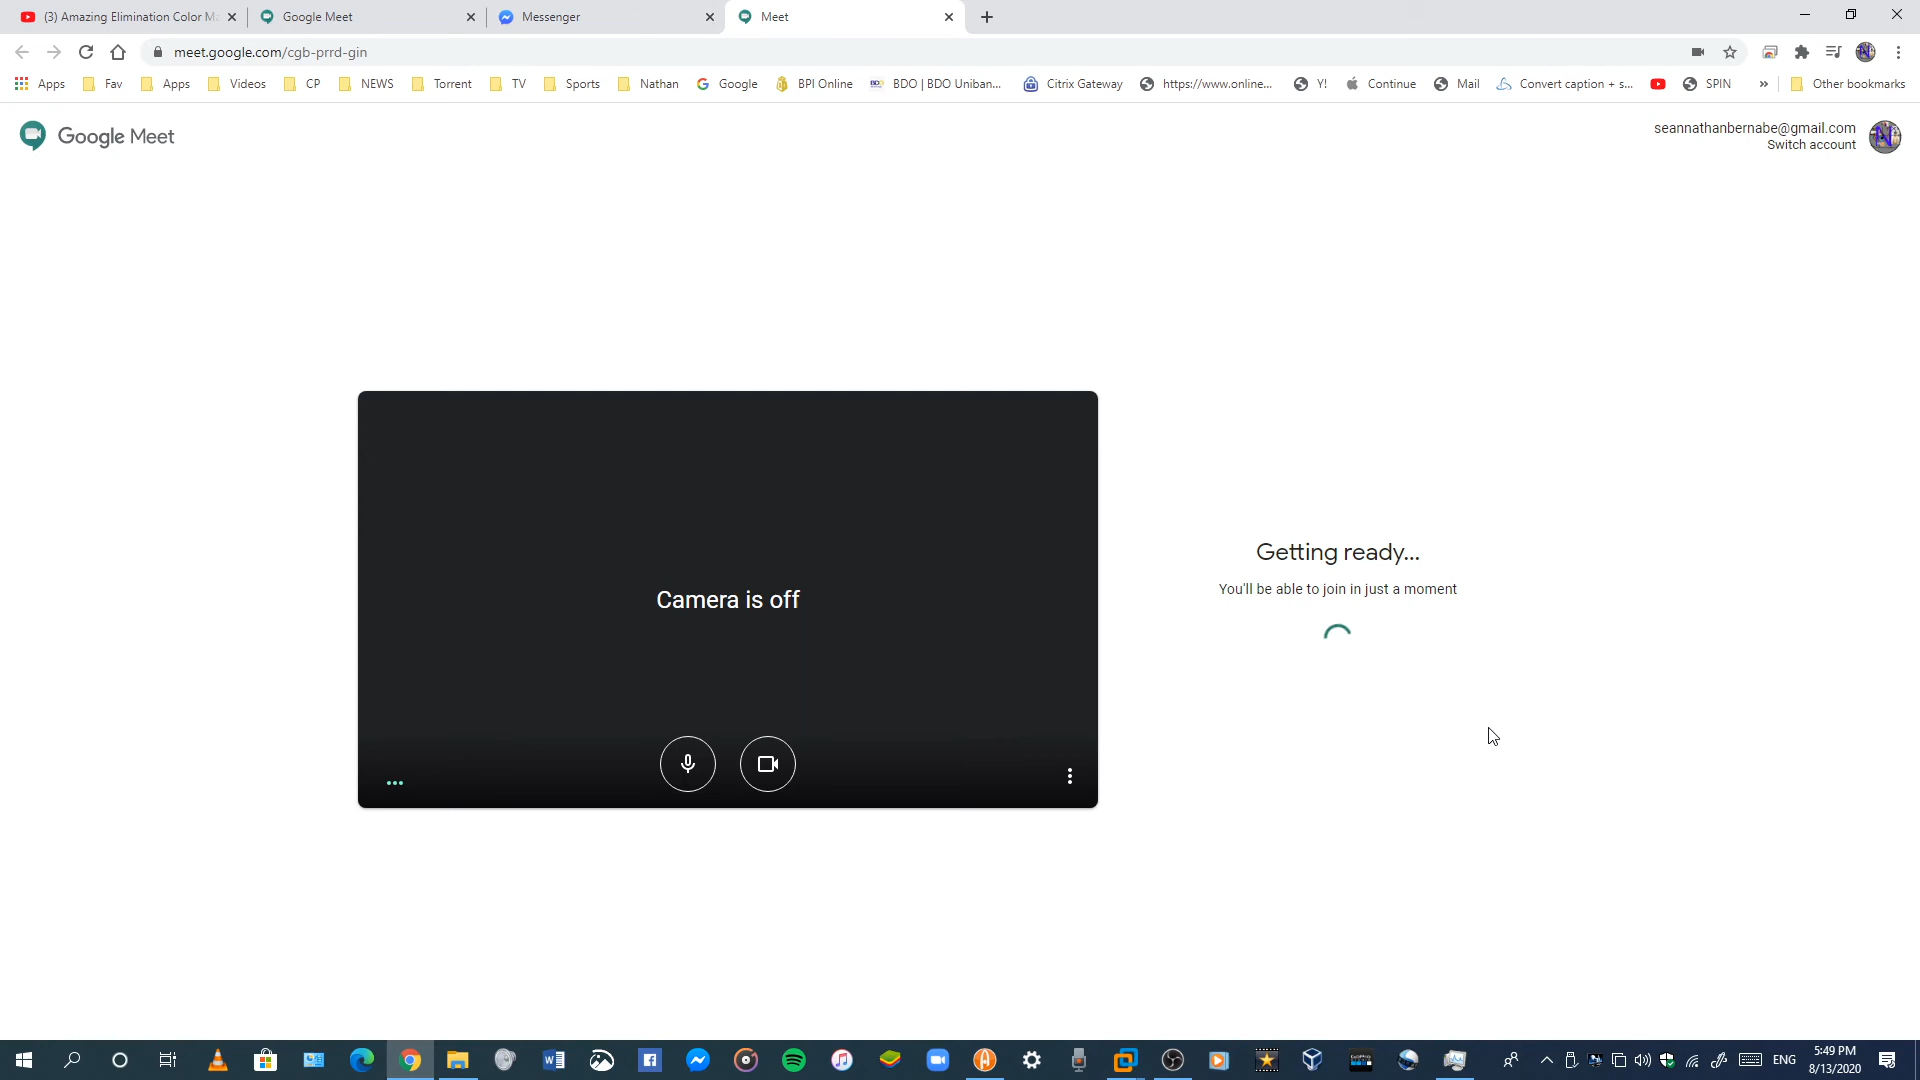 (3) Amazing Elimination Color Ma
Google Meet
Messenger
Meet
meet.google.com/cgb-prrd-gin
Apps
Fav
Apps
Videos
CP
NEWS
Torrent
TV
Sports
Nathan
Google
BPI Online
BDO | BDO Uniban...
Citrix Gateway
https://www.online...
Y!
Continue
Mail
Convert caption + s...
SPIN
»
Other bookmarks
Google Meet
seannathanbernabe@gmail.com
Switch account
Camera is off
Getting ready...
You'll be able to join in just a moment
ENG
5:49 PM
8/13/2020